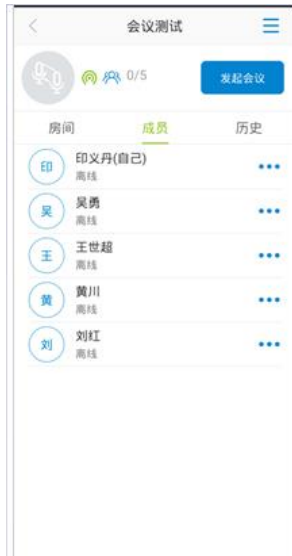 会议测试
0/5
发起会议
房间 成员 历史
印 印义丹(自己)
离线
吴 吴勇
离线
王 王世超
离线
黄 黄川
离线
刘 刘红
离线